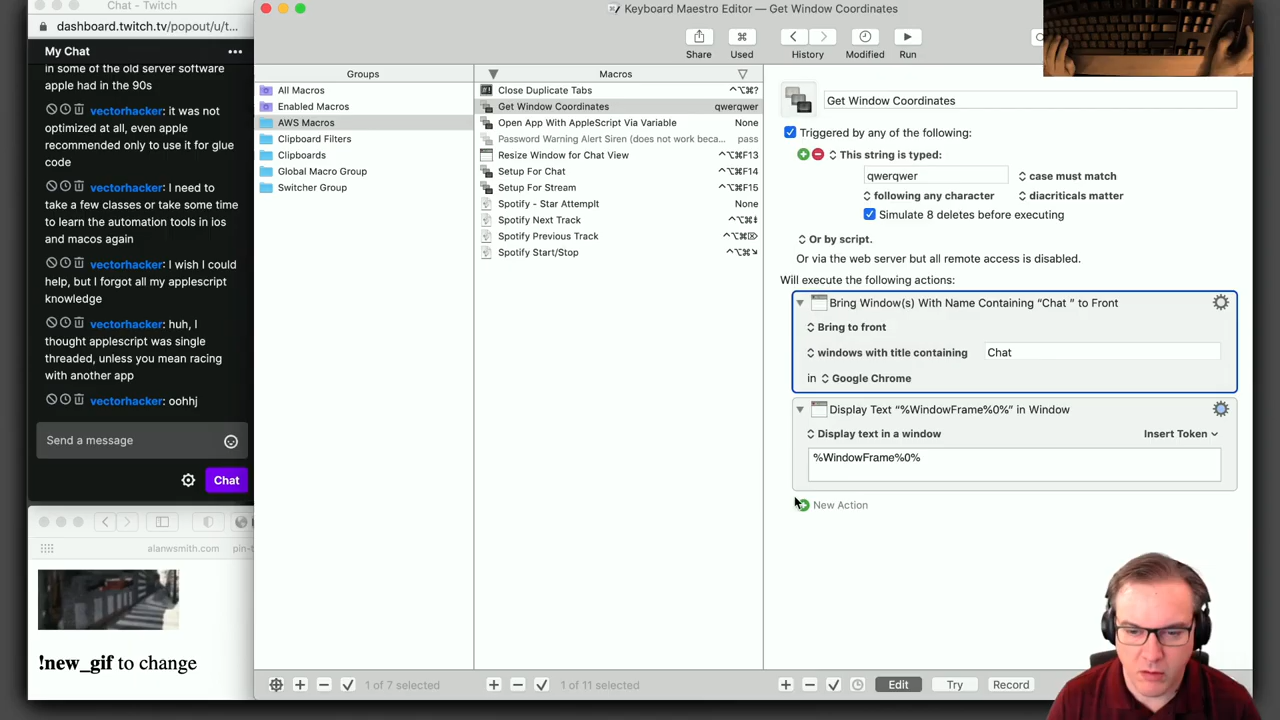 Chat - Twitch
dashboard.twitch.tv/popout/u/t...
My Chat
in some of the old server software
apple had in the 90s
vectorhacker: it was not
optimized at all, even apple
recommended only to use it for glue
code
vectorhacker: I need to
take a few classes or take some time
to learn the automation tools in ios
and macos again
vectorhacker: I wish I could
help, but I forgot all my applescript
knowledge
vectorhacker: huh, I
thought applescript was single
threaded, unless you mean racing
with another app
vectorhacker: oohhj
Send a message
Chat
alanwsmith.com pin-t
!new_gif to change
Keyboard Maestro Editor — Get Window Coordinates
Share
Used
History
Modified
Run
Groups
All Macros
Enabled Macros
AWS Macros
Clipboard Filters
Clipboards
Global Macro Group
Switcher Group
Macros
Close Duplicate Tabs ^⌥⌘?
Get Window Coordinates qwerqwer
Open App With AppleScript Via Variable None
Password Warning Alert Siren (does not work beca... pass
Resize Window for Chat View ^⌥⌘F13
Setup For Chat ^⌥⌘F14
Setup For Stream ^⌥⌘F15
Spotify - Star Attemplt None
Spotify Next Track ^⌥⌘⇟
Spotify Previous Track ^⌥⌘⌦
Spotify Start/Stop ^⌥⌘↘
Get Window Coordinates
Triggered by any of the following:
This string is typed:
qwerqwer case must match
following any character diacriticals matter
Simulate 8 deletes before executing
Or by script.
Or via the web server but all remote access is disabled.
Will execute the following actions:
Bring Window(s) With Name Containing “Chat ” to Front
Bring to front
windows with title containing Chat
in Google Chrome
Display Text “%WindowFrame%0%” in Window
Display text in a window Insert Token
%WindowFrame%0%
New Action
1 of 7 selected
1 of 11 selected
Edit
Try
Record